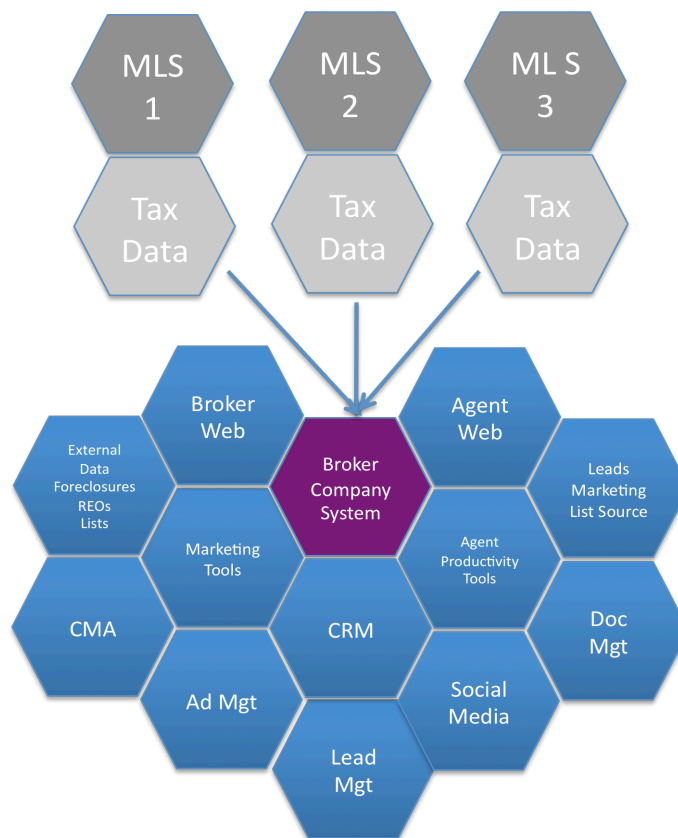 MLS
1
MLS
2
ML S
3
Tax
Data
Tax
Data
Tax
Data
Broker
Web
Agent
Web
External
Data
Foreclosures
REOs
Lists
Broker
Company
System
Leads
Marketing
List Source
Marketing
Tools
Agent
Productivity
Tools
CMA
CRM
Doc
Mgt
Ad Mgt
Social
Media
Lead
Mgt